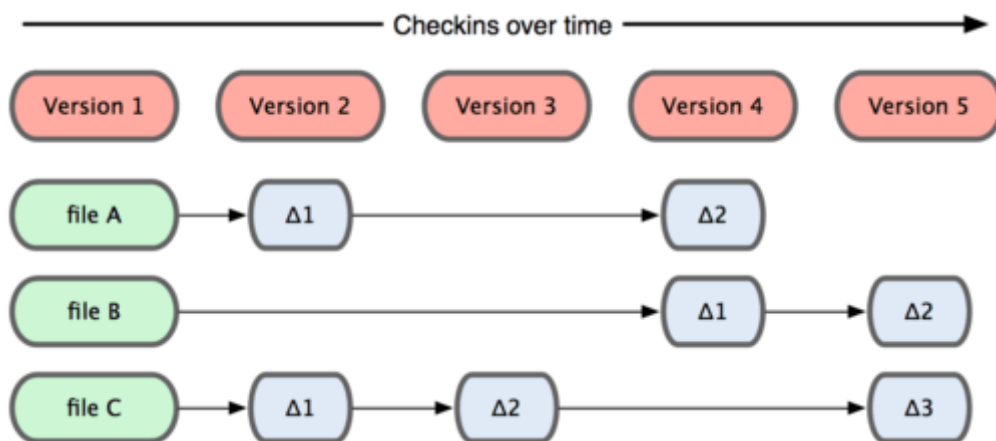 Checkins over time
Version 1 Version 2 Version 3 Version 4 Version 5
file A Δ1 Δ2
file B Δ1 Δ2
file C Δ1 Δ2 Δ3